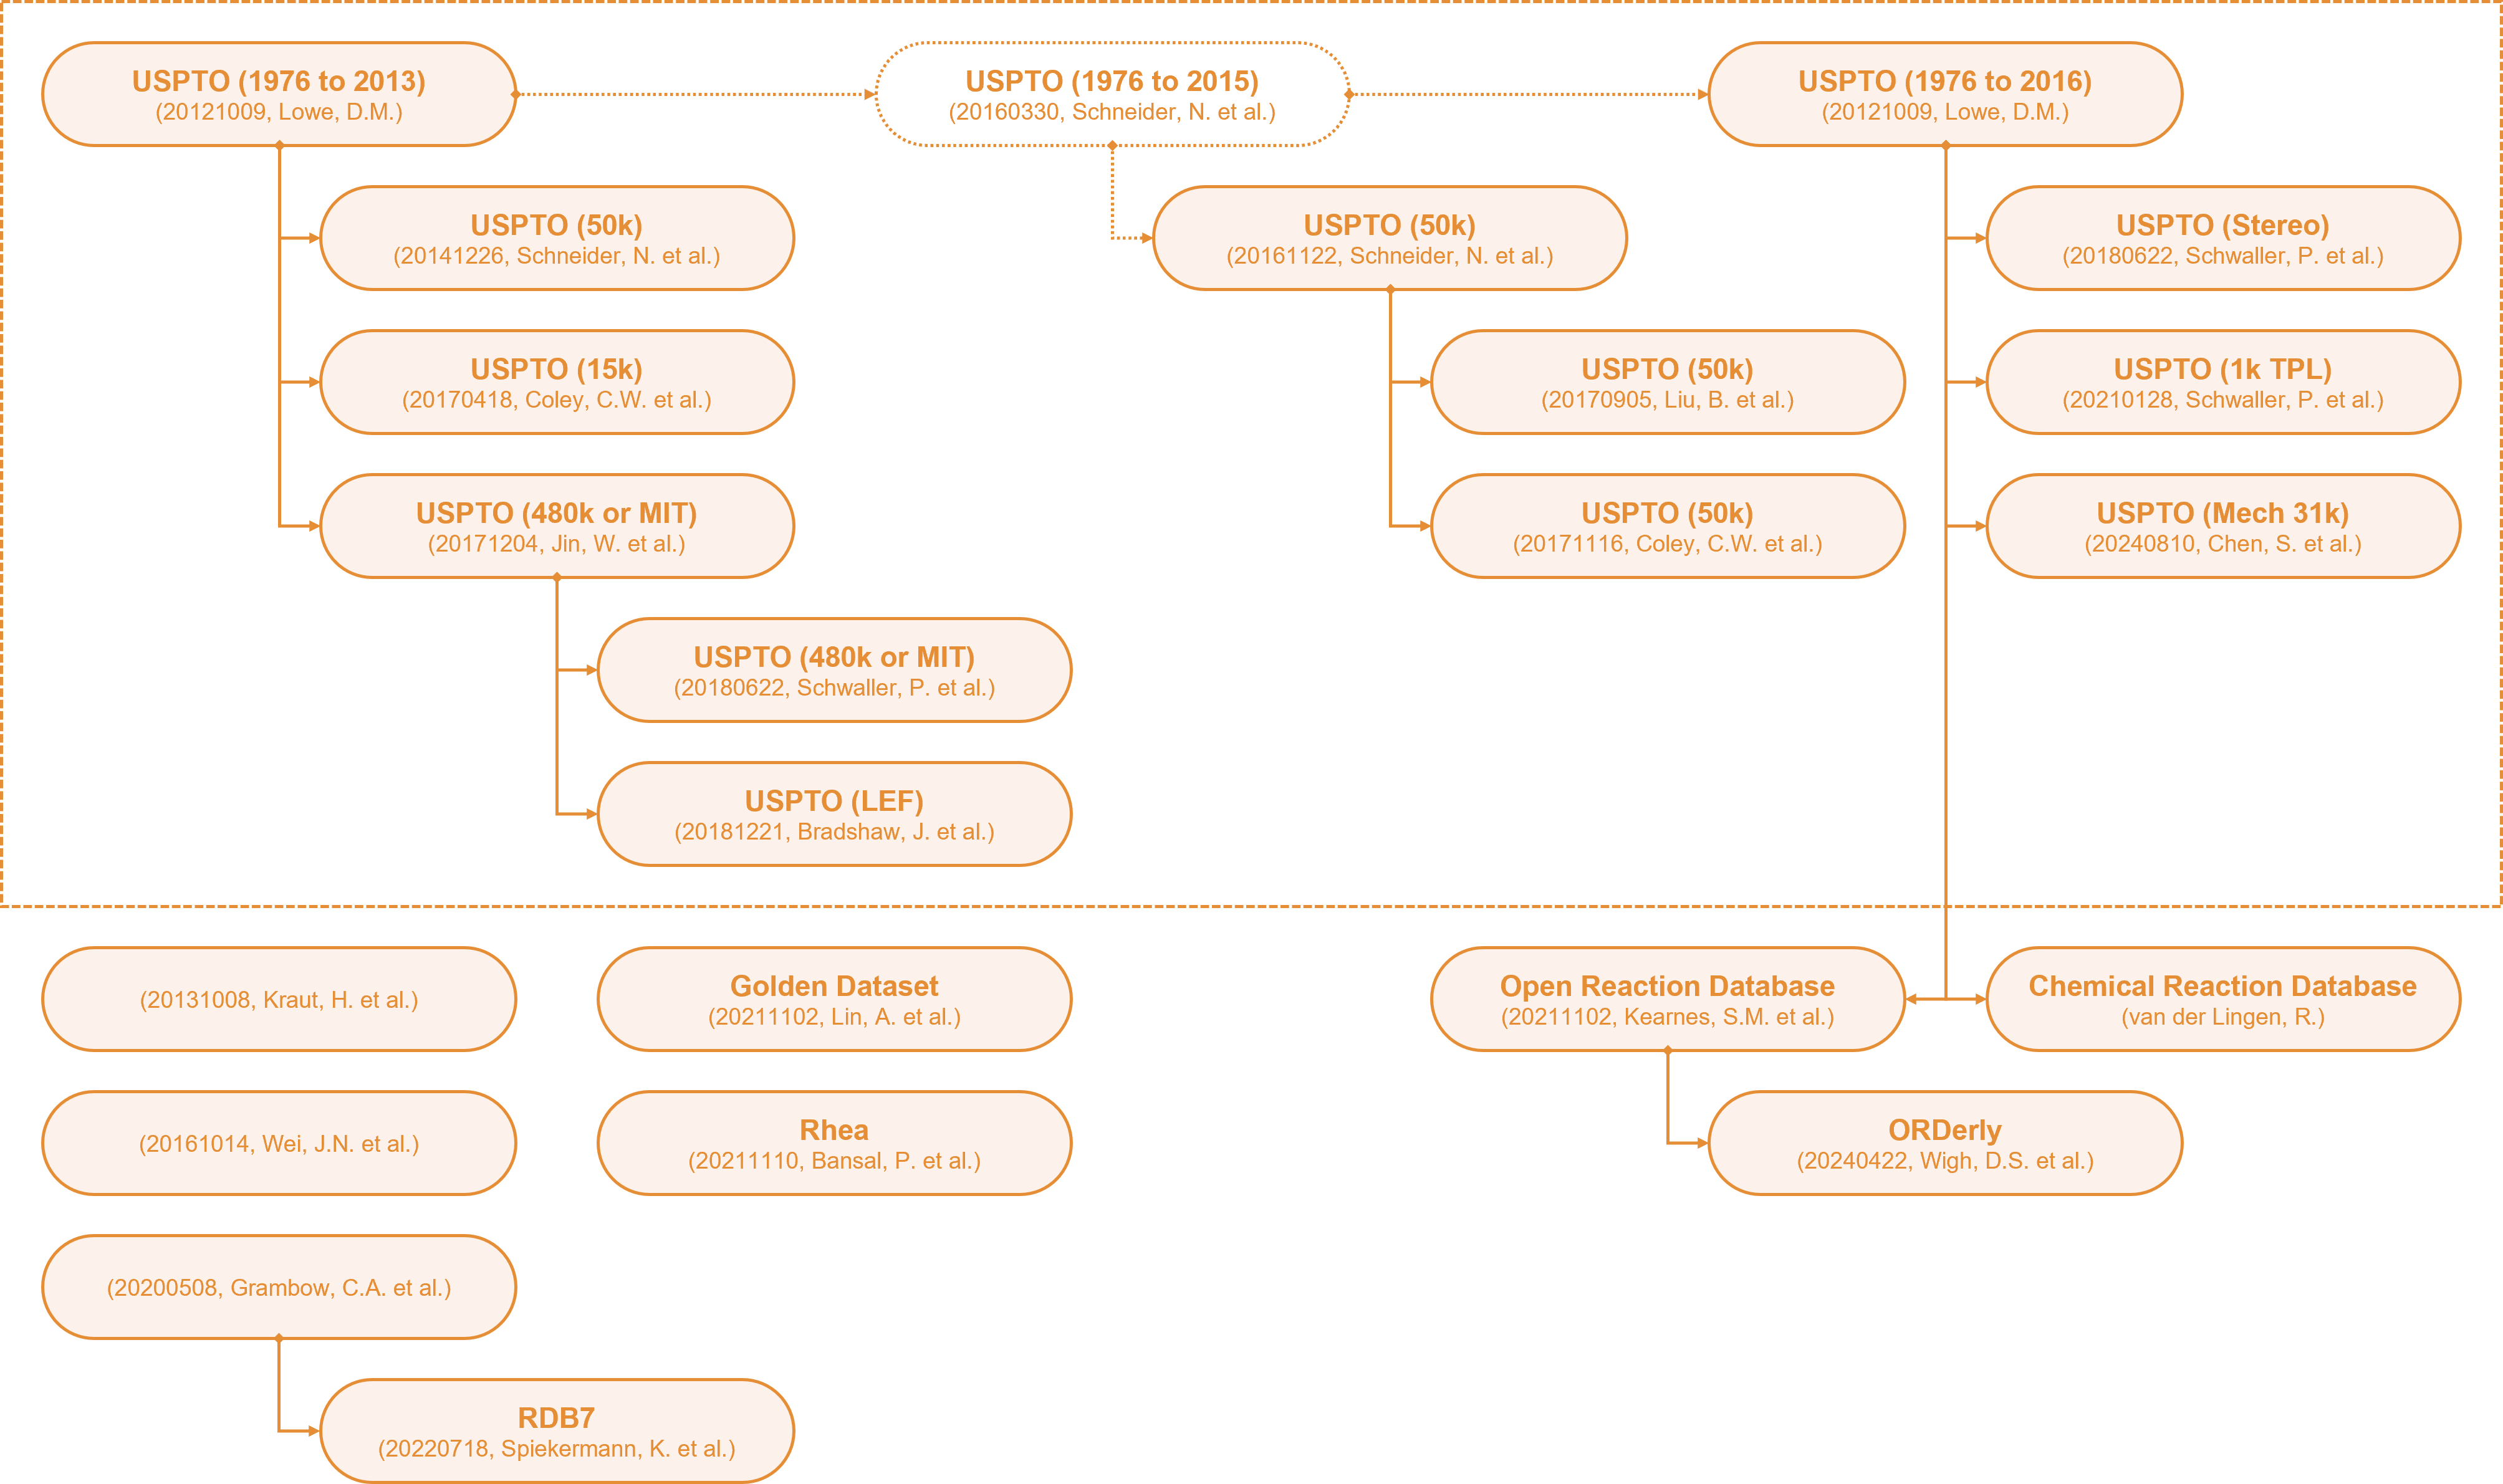 USPTO (1976 to 2013)
(20121009, Lowe, D.M.)
USPTO (1976 to 2015)
(20160330, Schneider, N. et al.)
USPTO (1976 to 2016)
(20121009, Lowe, D.M.)
USPTO (50k)
(20141226, Schneider, N. et al.)
USPTO (50k)
(20161122, Schneider, N. et al.)
USPTO (Stereo)
(20180622, Schwaller, P. et al.)
USPTO (15k)
(20170418, Coley, C.W. et al.)
USPTO (50k)
(20170905, Liu, B. et al.)
USPTO (1k TPL)
(20210128, Schwaller, P. et al.)
USPTO (480k or MIT)
(20171204, Jin, W. et al.)
USPTO (50k)
(20171116, Coley, C.W. et al.)
USPTO (Mech 31k)
(20240810, Chen, S. et al.)
USPTO (480k or MIT)
(20180622, Schwaller, P. et al.)
USPTO (LEF)
(20181221, Bradshaw, J. et al.)
(20131008, Kraut, H. et al.)
Golden Dataset
(20211102, Lin, A. et al.)
Open Reaction Database
(20211102, Kearnes, S.M. et al.)
Chemical Reaction Database
(van der Lingen, R.)
(20161014, Wei, J.N. et al.)
Rhea
(20211110, Bansal, P. et al.)
ORDerly
(20240422, Wigh, D.S. et al.)
(20200508, Grambow, C.A. et al.)
RDB7
(20220718, Spiekermann, K. et al.)